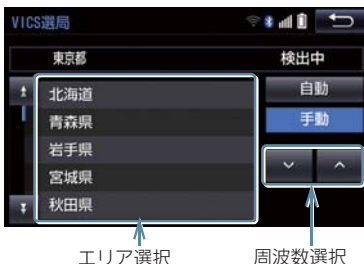 VICS選局
東京都 検出中
北海道 自動
青森県 手動
岩手県
宮城県
秋田県
エリア選択 周波数選択